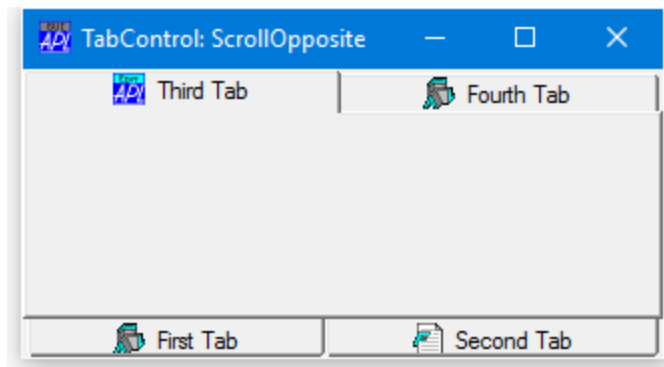 TabControl: ScrollOpposite
Third Tab
Fourth Tab
First Tab
Second Tab